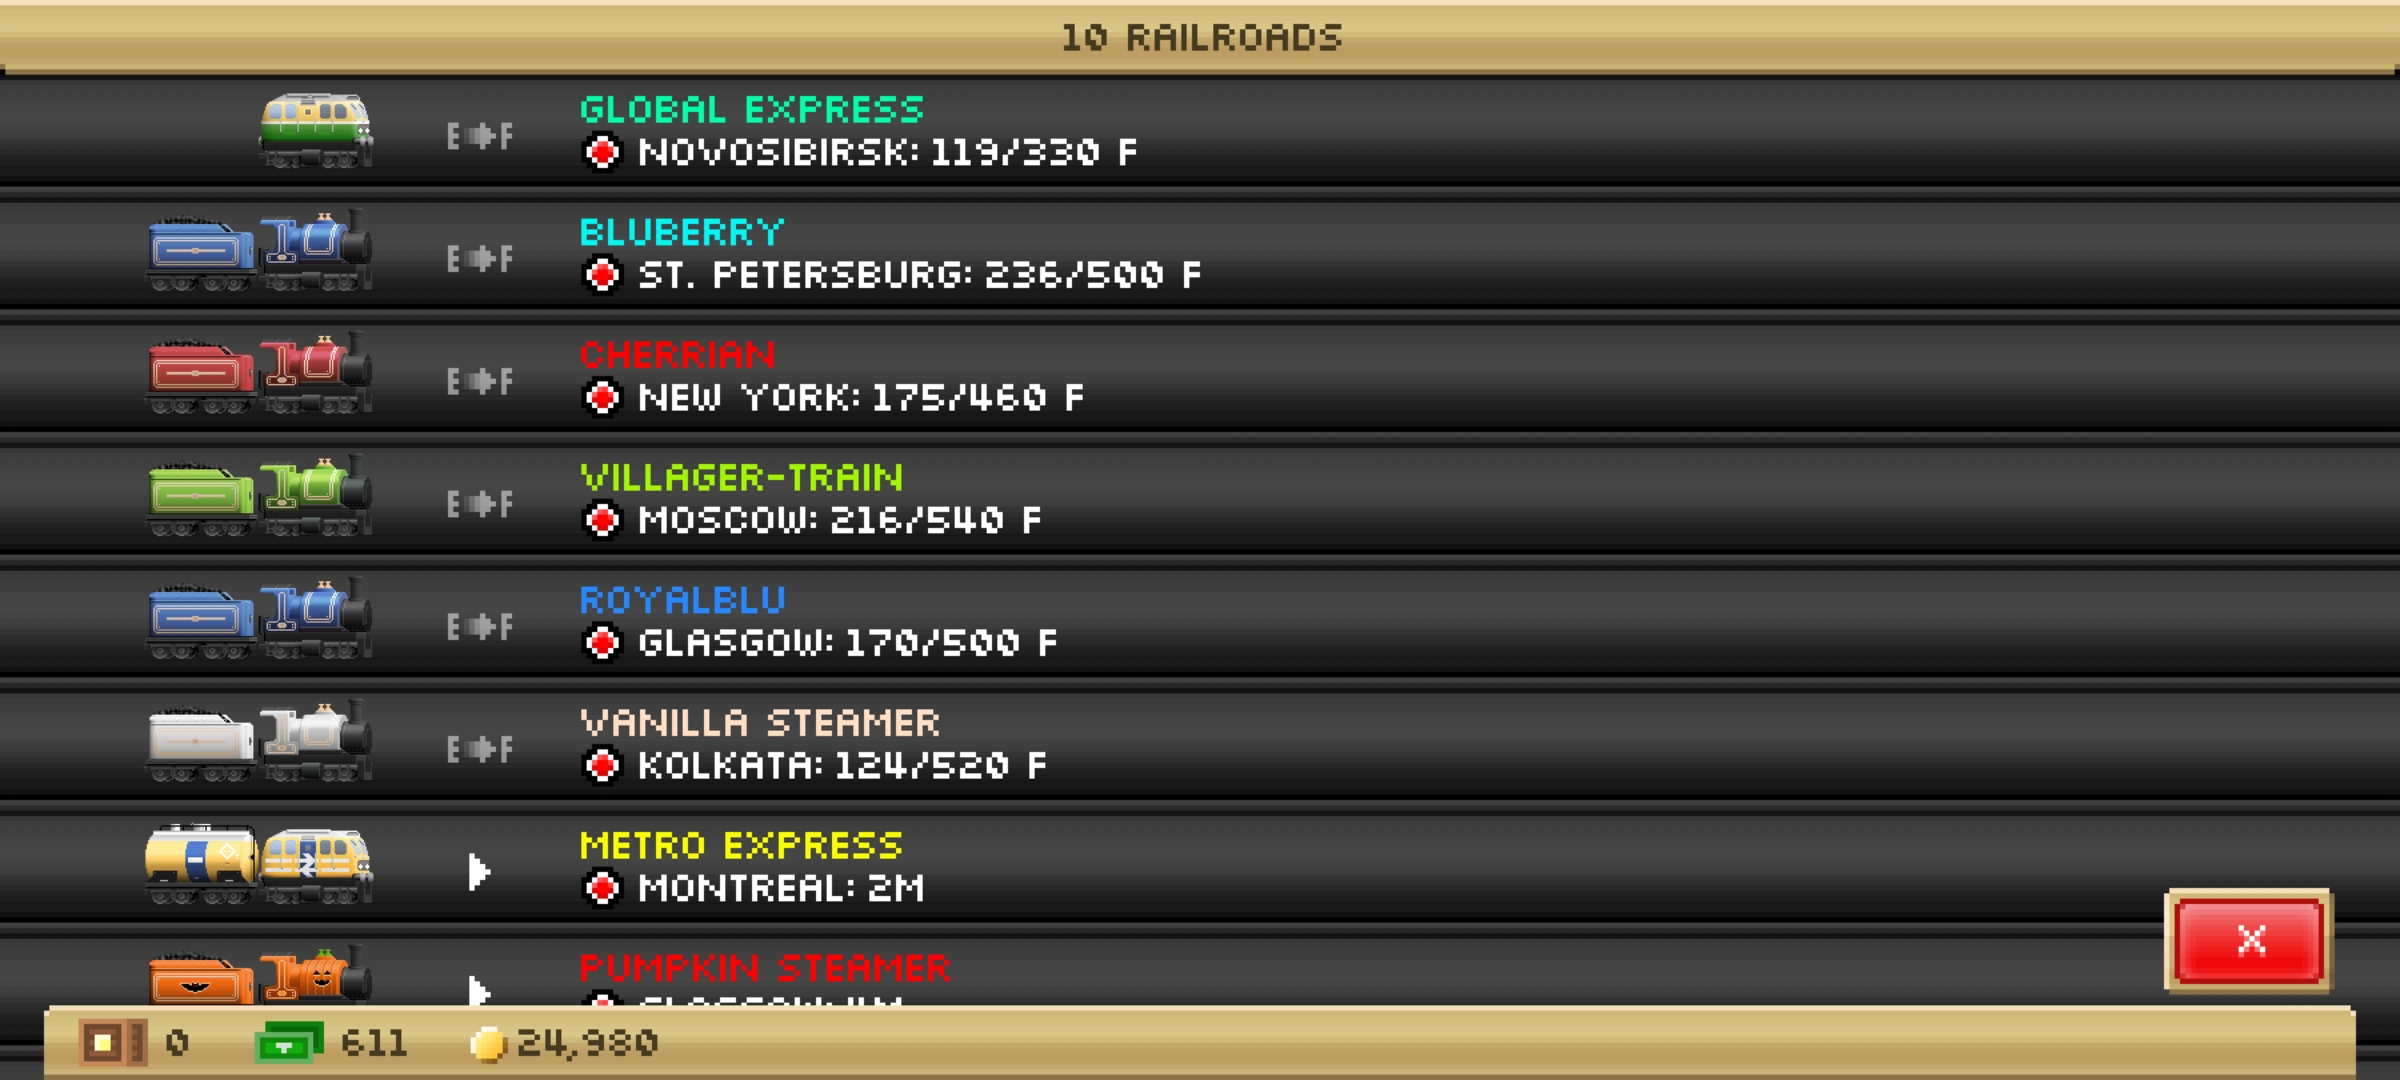 10 RAILROADS
GLOBAL EXPRESS
E F NOVOSIBIRSK: 119/330 F
BLUBERRY
E F ST. PETERSBURG: 236/500 F
CHERRIAN
E F NEW YORK: 175/460 F
VILLAGER-TRAIN
E F MOSCOW: 216/540 F
ROYALBLU
E F GLASGOW: 170/500 F
VANILLA STEAMER
E F KOLKATA: 124/520 F
METRO EXPRESS
MONTREAL: 2M
PUMPKIN STEAMER
X
0 611 24,980